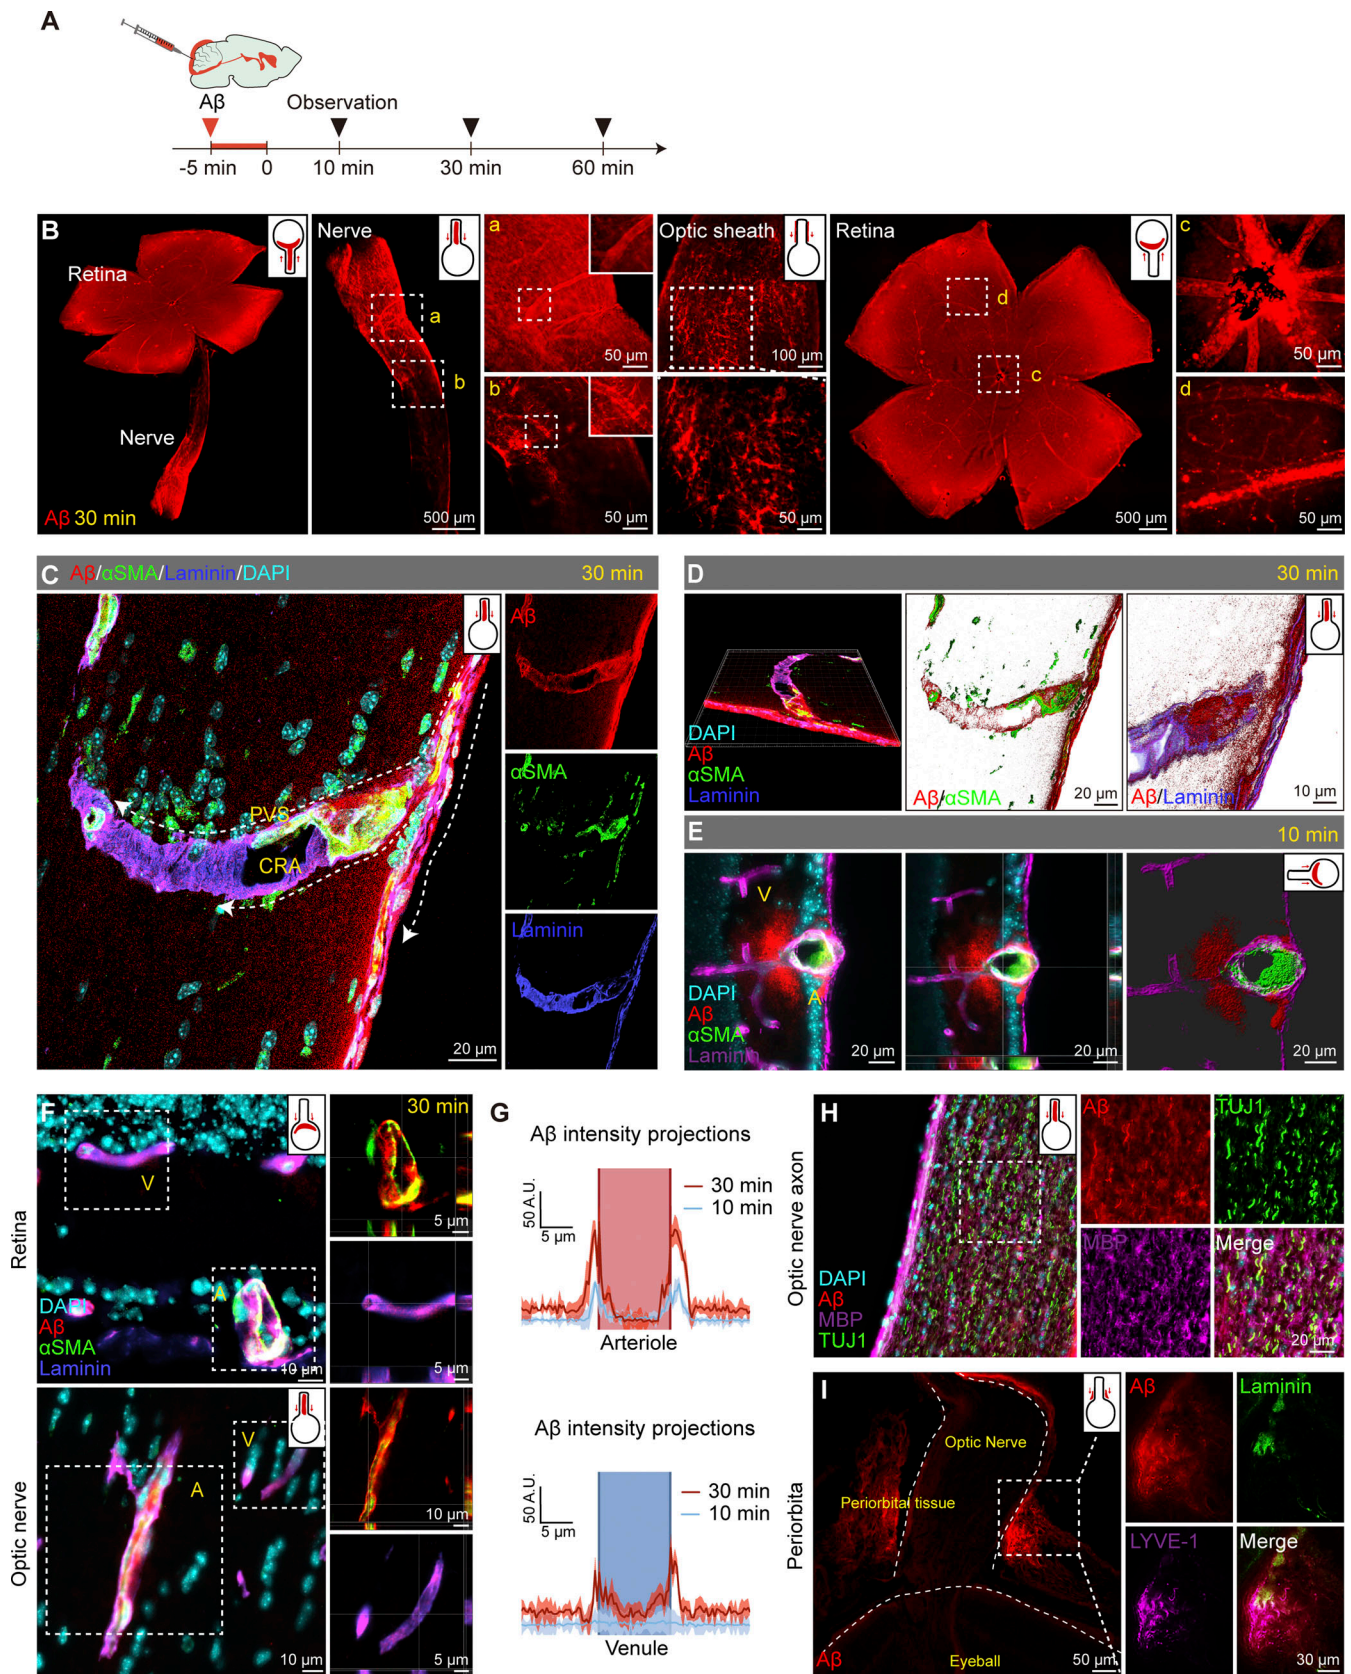 A
Aβ
Observation
-5 min
0
10 min
30 min
60 min
B
Retina
Nerve
Aβ 30 min
Nerve
a
b
500 µm
a
50 µm
b
50 µm
Optic sheath
100 µm
50 µm
Retina
d
c
500 µm
c
50 µm
d
50 µm
C
Aβ/αSMA/Laminin/DAPI
30 min
PVS
CRA
20 µm
Aβ
αSMA
Laminin
D
30 min
DAPI
Aβ
αSMA
Laminin
Aβ/αSMA
20 µm
Aβ/Laminin
10 µm
E
10 min
V
A
DAPI
Aβ
αSMA
Laminin
20 µm
20 µm
20 µm
F
Retina
V
A
DAPI
Aβ
αSMA
Laminin
10 µm
30 min
5 µm
5 µm
Optic nerve
A
V
10 µm
10 µm
5 µm
G
Aβ intensity projections
50 A.U.
5 µm
30 min
10 min
Arteriole
Aβ intensity projections
50 A.U.
5 µm
30 min
10 min
Venule
H
Optic nerve axon
DAPI
Aβ
MBP
TUJ1
Aβ
TUJ1
MBP
Merge
20 µm
I
Periorbita
Optic Nerve
Periorbital tissue
Eyeball
Aβ
50 µm
Aβ
Laminin
LYVE-1
Merge
30 µm